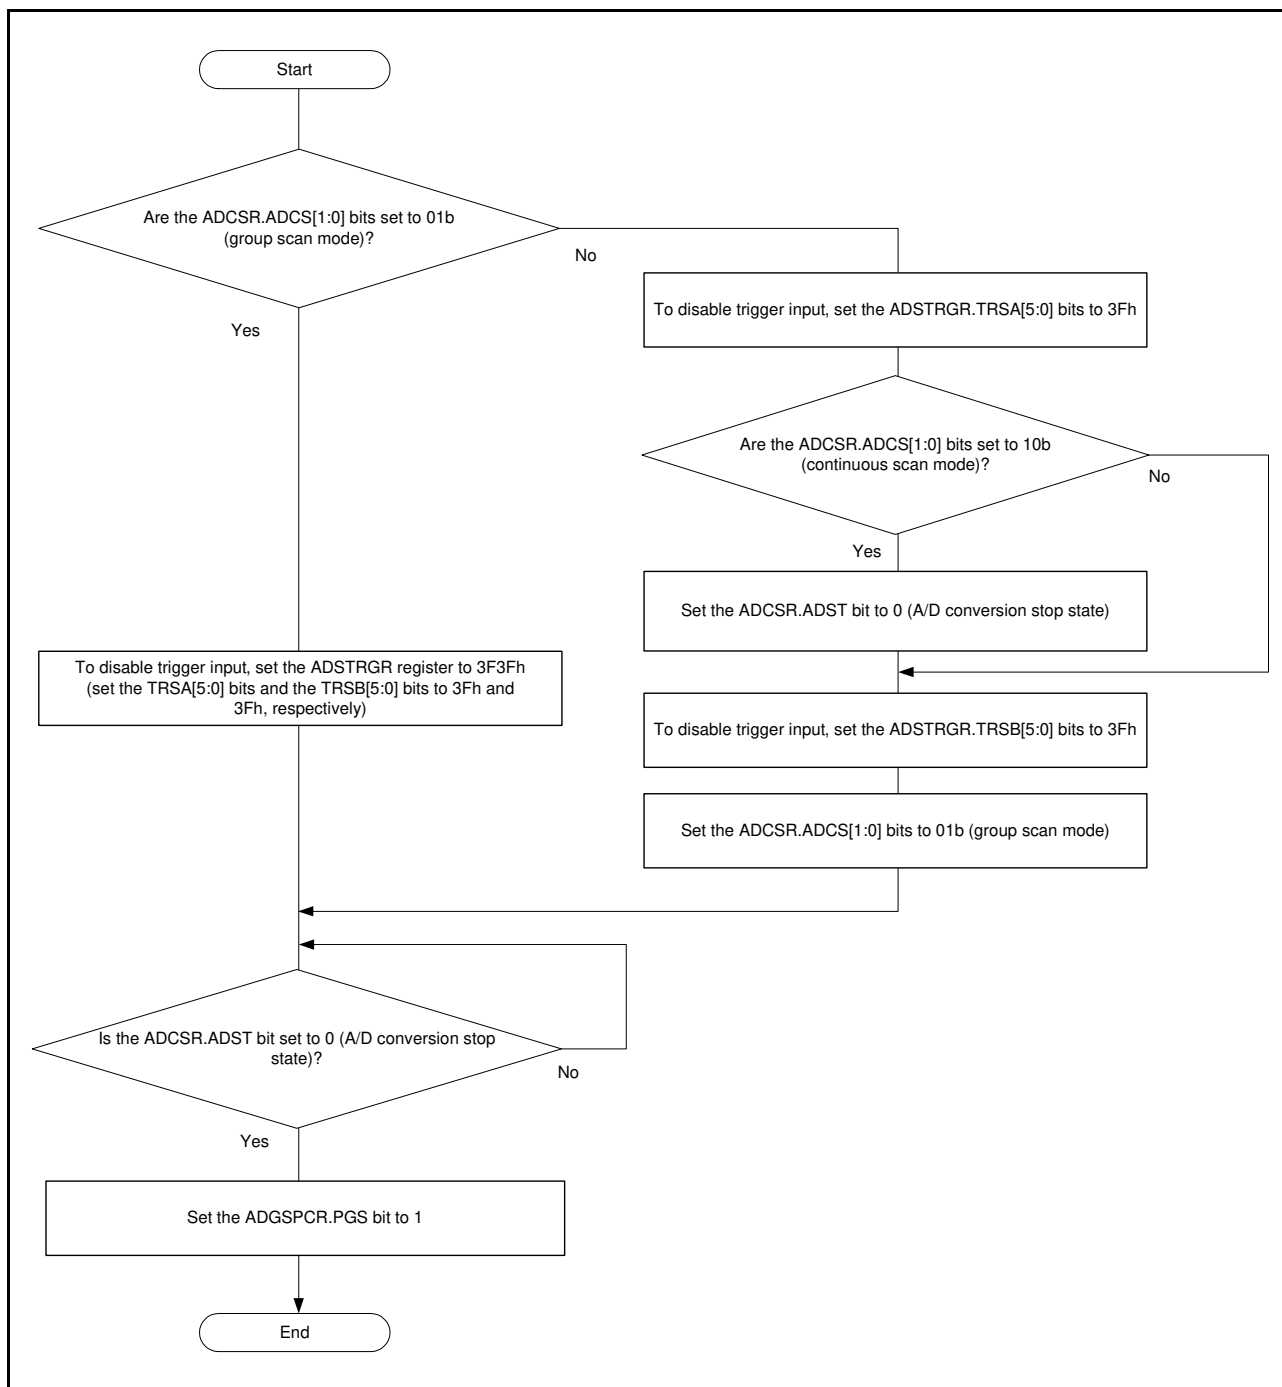 Start
Are the ADCSR.ADCS[1:0] bits set to 01b
(group scan mode)?
No
Yes
To disable trigger input, set the ADSTRGR.TRSA[5:0] bits to 3Fh
Are the ADCSR.ADCS[1:0] bits set to 10b
(continuous scan mode)?
No
Yes
Set the ADCSR.ADST bit to 0 (A/D conversion stop state)
To disable trigger input, set the ADSTRGR register to 3F3Fh
(set the TRSA[5:0] bits and the TRSB[5:0] bits to 3Fh and
3Fh, respectively)
To disable trigger input, set the ADSTRGR.TRSB[5:0] bits to 3Fh
Set the ADCSR.ADCS[1:0] bits to 01b (group scan mode)
Is the ADCSR.ADST bit set to 0 (A/D conversion stop
state)?
No
Yes
Set the ADGSPCR.PGS bit to 1
End